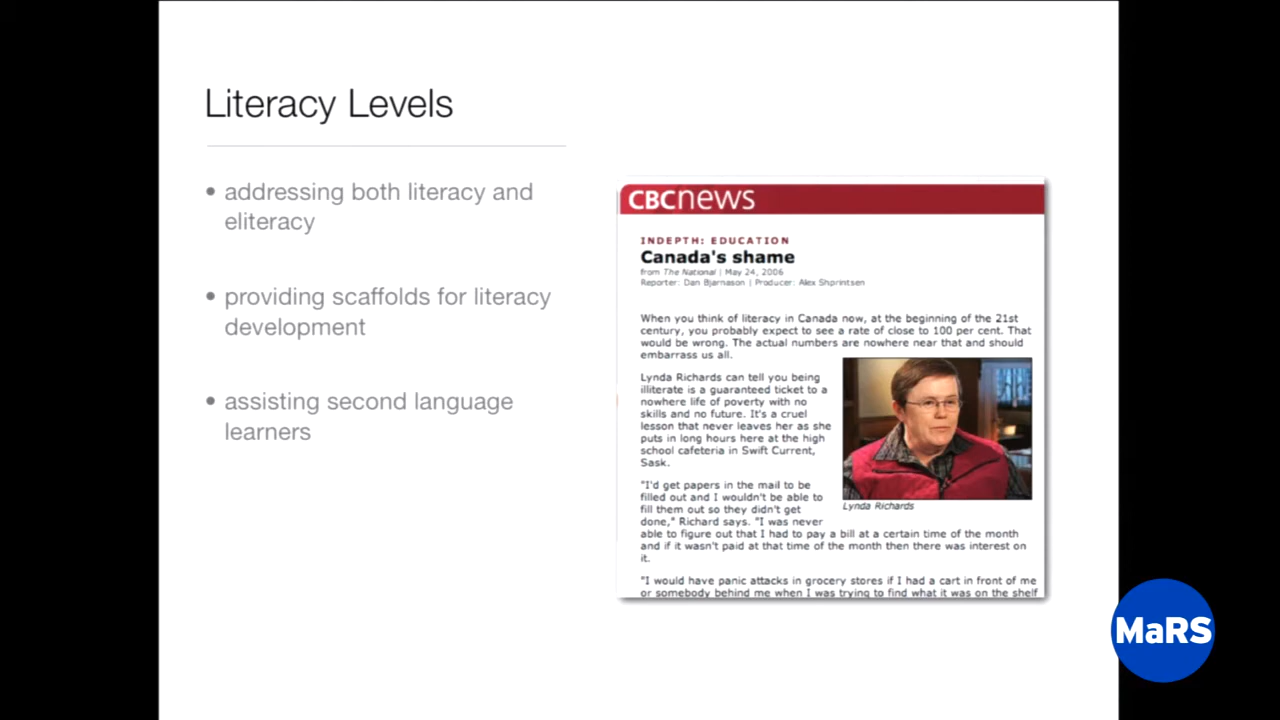 Literacy Levels
• addressing both literacy and
eliteracy
• providing scaffolds for literacy
development
• assisting second language
learners
CBCnews
INDEPTH: EDUCATION
Canada's shame
from The National | May 24, 2006
Reporter: Dan Bjarnason | Producer: Alex Shprintsen
When you think of literacy in Canada now, at the beginning of the 21st
century, you probably expect to see a rate of close to 100 per cent. That
would be wrong. The actual numbers are nowhere near that and should
embarrass us all.
Lynda Richards can tell you being
illiterate is a guaranteed ticket to a
nowhere life of poverty with no
skills and no future. It's a cruel
lesson that never leaves her as she
puts in long hours here at the high
school cafeteria in Swift Current,
Sask.
"I'd get papers in the mail to be
filled out and I wouldn't be able to
fill them out so they didn't get
done," Richard says. "I was never
able to figure out that I had to pay a bill at a certain time of the month
and if it wasn't paid at that time of the month then there was interest on
it.
Lynda Richards
"I would have panic attacks in grocery stores if I had a cart in front of me
or somebody behind me when I was trying to find what it was on the shelf
MaRS